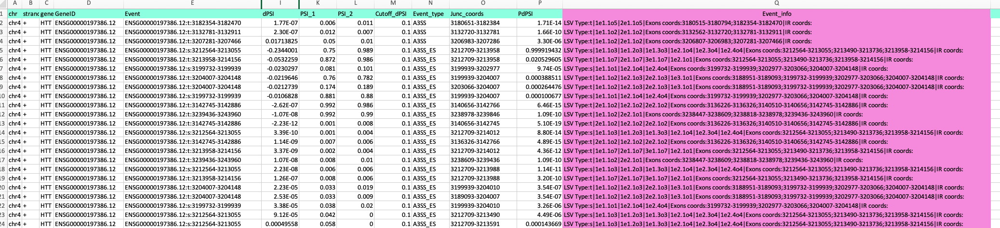 A B C D E I K L M N O P Q
1 chr stranc gene GeneID Event dPSI PSI_1 PSI_2 Cutoff_dPSI Event_type Junc_coords PdPSI Event_info
2 chr4 + HTT ENSG00000197386.12 ENSG00000197386.12:t:3182354-3182470 1.77E-07 0.006 0.011 0.1 A3SS 3180651-3182384 1.71E-14 LSV Type:t|1e1.1o5|2e1.1o5|Exons coords:3180515-3180794;3182354-3182470|IR coords:
3 chr4 + HTT ENSG00000197386.12 ENSG00000197386.12:t:3132781-3132911 2.30E-07 0.012 0.007 0.1 A3SS 3132720-3132781 1.66E-10 LSV Type:t|1e1.1o2|2e1.1o2|Exons coords:3132562-3132720;3132781-3132911|IR coords:
4 chr4 + HTT ENSG00000197386.12 ENSG00000197386.12:t:3207281-3207466 0.01713825 0.05 0.01 0.1 A3SS 3206983-3207286 3.30E-06 LSV Type:t|1e1.1o2|2e1.1o2|Exons coords:3206807-3206983;3207281-3207466|IR coords:
5 chr4 + HTT ENSG00000197386.12 ENSG00000197386.12:s:3212564-3213055 -0.2344001 0.75 0.989 0.1 A3SS_ES 3212709-3213958 0.999919432 LSV Type:s|1e1.1o3|1e1.2o3|1e1.3o3|1e2.1o4|1e2.3o4|1e2.4o4|Exons coords:3212564-3213055;3213490-3213736;3213958-3214156|IR coords:
6 chr4 + HTT ENSG00000197386.12 ENSG00000197386.12:t:3213958-3214156 -0.0532259 0.872 0.986 0.1 A3SS_ES 3212709-3213958 0.020529605 LSV Type:t|1e1.1o7|2e1.1o7|3e1.1o7|1e2.1o1|Exons coords:3212564-3213055;3213490-3213736;3213958-3214156|IR coords:
7 chr4 + HTT ENSG00000197386.12 ENSG00000197386.12:s:3199732-3199939 -0.0230297 0.081 0.101 0.1 A3SS_ES 3199939-3202977 9.74E-05 LSV Type:s|1e1.1o1|1e2.1o4|1e2.4o4|Exons coords:3199732-3199939;3202977-3203066;3204007-3204148|IR coords:
8 chr4 + HTT ENSG00000197386.12 ENSG00000197386.12:t:3204007-3204148 -0.0219646 0.76 0.782 0.1 A3SS_ES 3199939-3204007 0.000388511 LSV Type:t|1e1.1o2|1e2.1o3|2e2.1o3|1e3.1o1|Exons coords:3188951-3189093;3199732-3199939;3202977-3203066;3204007-3204148|IR coords:
9 chr4 + HTT ENSG00000197386.12 ENSG00000197386.12:t:3204007-3204148 -0.0212739 0.174 0.189 0.1 A3SS_ES 3203066-3204007 0.000264476 LSV Type:t|1e1.1o2|1e2.1o3|2e2.1o3|1e3.1o1|Exons coords:3188951-3189093;3199732-3199939;3202977-3203066;3204007-3204148|IR coords:
10 chr4 + HTT ENSG00000197386.12 ENSG00000197386.12:s:3199732-3199939 -0.0106828 0.881 0.88 0.1 A3SS_ES 3199939-3204007 0.000100677 LSV Type:s|1e1.1o1|1e2.1o4|1e2.4o4|Exons coords:3199732-3199939;3202977-3203066;3204007-3204148|IR coords:
11 chr4 + HTT ENSG00000197386.12 ENSG00000197386.12:t:3142745-3142886 -2.62E-07 0.992 0.986 0.1 A3SS_ES 3140656-3142766 6.46E-15 LSV Type:t|2e1.1o2|1e2.1o2|2e2.1o2|Exons coords:3136226-3136326;3140510-3140656;3142745-3142886|IR coords:
12 chr4 + HTT ENSG00000197386.12 ENSG00000197386.12:t:3239436-3243960 -1.07E-08 0.992 0.99 0.1 A3SS_ES 3238978-3239846 1.09E-10 LSV Type:t|1e1.1o2|2e2.1o1|Exons coords:3238447-3238609;3238818-3238978;3239436-3243960|IR coords:
13 chr4 + HTT ENSG00000197386.12 ENSG00000197386.12:t:3142745-3142886 -2.23E-12 0.001 0.008 0.1 A3SS_ES 3140656-3142745 5.10E-19 LSV Type:t|2e1.1o2|1e2.1o2|2e2.1o2|Exons coords:3136226-3136326;3140510-3140656;3142745-3142886|IR coords:
14 chr4 + HTT ENSG00000197386.12 ENSG00000197386.12:s:3212564-3213055 3.39E-10 0.001 0.004 0.1 A3SS_ES 3212709-3214012 8.80E-14 LSV Type:s|1e1.1o3|1e1.2o3|1e1.3o3|1e2.1o4|1e2.3o4|1e2.4o4|Exons coords:3212564-3213055;3213490-3213736;3213958-3214156|IR coords:
15 chr4 + HTT ENSG00000197386.12 ENSG00000197386.12:t:3142745-3142886 1.14E-09 0.007 0.006 0.1 A3SS_ES 3136326-3142766 4.89E-15 LSV Type:t|2e1.1o2|1e2.1o2|2e2.1o2|Exons coords:3136226-3136326;3140510-3140656;3142745-3142886|IR coords:
16 chr4 + HTT ENSG00000197386.12 ENSG00000197386.12:t:3213958-3214156 3.37E-09 0.002 0.004 0.1 A3SS_ES 3212709-3214012 4.36E-12 LSV Type:t|1e1.1o7|2e1.1o7|3e1.1o7|1e2.1o1|Exons coords:3212564-3213055;3213490-3213736;3213958-3214156|IR coords:
17 chr4 + HTT ENSG00000197386.12 ENSG00000197386.12:t:3239436-3243960 1.07E-08 0.008 0.01 0.1 A3SS_ES 3238609-3239436 1.09E-10 LSV Type:t|1e1.1o2|2e2.1o1|Exons coords:3238447-3238609;3238818-3238978;3239436-3243960|IR coords:
18 chr4 + HTT ENSG00000197386.12 ENSG00000197386.12:s:3212564-3213055 2.23E-08 0.006 0.006 0.1 A3SS_ES 3212709-3213988 1.14E-11 LSV Type:s|1e1.1o3|1e1.2o3|1e1.3o3|1e2.1o4|1e2.3o4|1e2.4o4|Exons coords:3212564-3213055;3213490-3213736;3213958-3214156|IR coords:
19 chr4 + HTT ENSG00000197386.12 ENSG00000197386.12:t:3213958-3214156 1.26E-07 0.008 0.006 0.1 A3SS_ES 3212709-3213988 3.20E-10 LSV Type:t|1e1.1o7|2e1.1o7|3e1.1o7|1e2.1o1|Exons coords:3212564-3213055;3213490-3213736;3213958-3214156|IR coords:
20 chr4 + HTT ENSG00000197386.12 ENSG00000197386.12:t:3204007-3204148 2.23E-05 0.033 0.019 0.1 A3SS_ES 3199939-3204010 3.54E-07 LSV Type:t|1e1.1o2|1e2.1o3|2e2.1o3|1e3.1o1|Exons coords:3188951-3189093;3199732-3199939;3202977-3203066;3204007-3204148|IR coords:
21 chr4 + HTT ENSG00000197386.12 ENSG00000197386.12:t:3204007-3204148 2.53E-05 0.033 0.009 0.1 A3SS_ES 3189093-3204007 3.54E-07 LSV Type:t|1e1.1o2|1e2.1o3|2e2.1o3|1e3.1o1|Exons coords:3188951-3189093;3199732-3199939;3202977-3203066;3204007-3204148|IR coords:
22 chr4 + HTT ENSG00000197386.12 ENSG00000197386.12:s:3199732-3199939 3.38E-05 0.038 0.02 0.1 A3SS_ES 3199939-3204010 3.26E-06 LSV Type:s|1e1.1o1|1e2.1o4|1e2.4o4|Exons coords:3199732-3199939;3202977-3203066;3204007-3204148|IR coords:
23 chr4 + HTT ENSG00000197386.12 ENSG00000197386.12:s:3212564-3213055 9.12E-05 0.042 0 0.1 A3SS_ES 3212709-3213490 4.49E-06 LSV Type:s|1e1.1o3|1e1.2o3|1e1.3o3|1e2.1o4|1e2.3o4|1e2.4o4|Exons coords:3212564-3213055;3213490-3213736;3213958-3214156|IR coords:
24 chr4 + HTT ENSG00000197386.12 ENSG00000197386.12:s:3212564-3213055 0.00049558 0.058 0 0.1 A3SS_ES 3212709-3213591 0.000143669 LSV Type:s|1e1.1o3|1e1.2o3|1e1.3o3|1e2.1o4|1e2.3o4|1e2.4o4|Exons coords:3212564-3213055;3213490-3213736;3213958-3214156|IR coords: